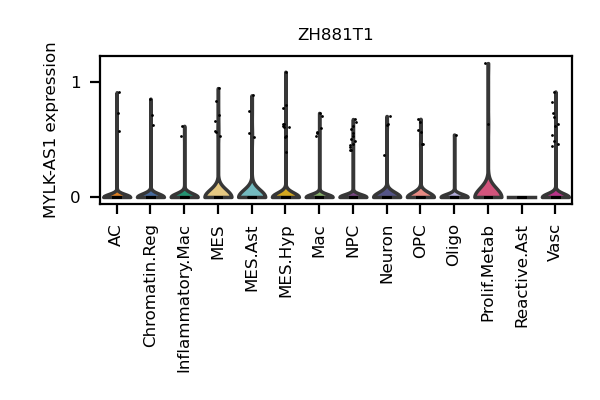 ZH881T1
MYLK-AS1 expression
1
0
AC
Chromatin.Reg
Inflammatory.Mac
MES
MES.Ast
MES.Hyp
Mac
NPC
Neuron
OPC
Oligo
Prolif.Metab
Reactive.Ast
Vasc